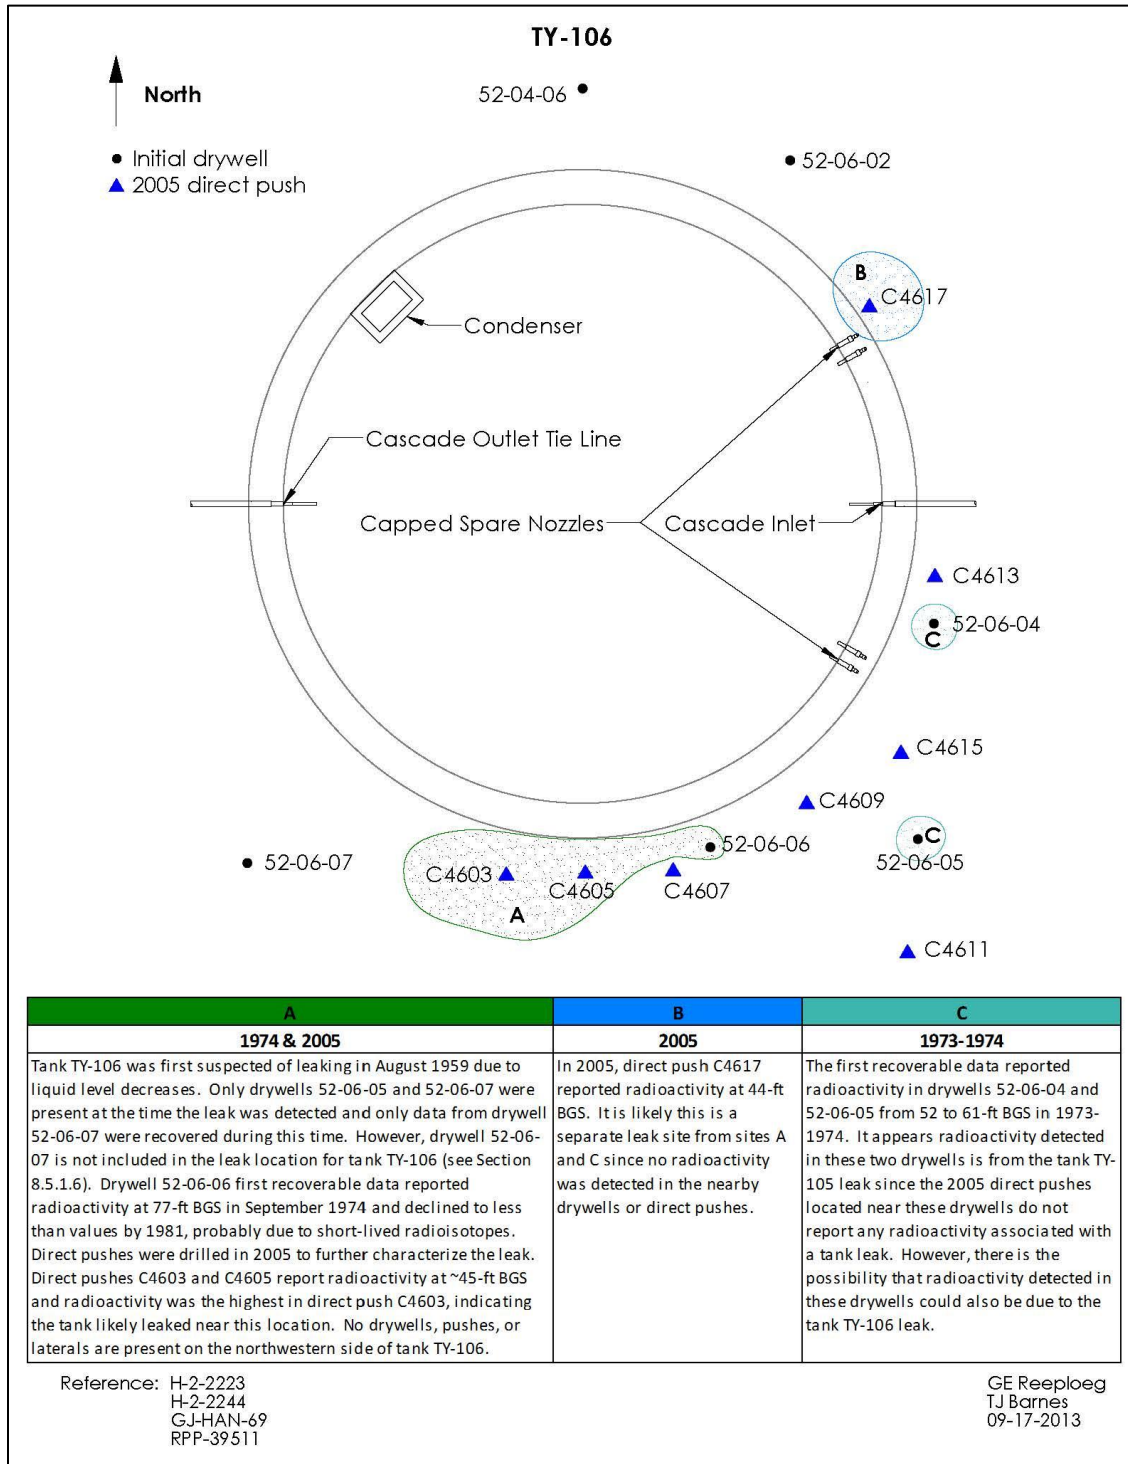 TY-106
North
52-04-06
Initial drywell
2005 direct push
52-06-02
B
C4617
Condenser
Cascade Outlet Tie Line
Capped Spare Nozzles
Cascade Inlet
C4613
52-06-04
C
C4615
C4609
52-06-07
52-06-06
C
52-06-05
C4603
C4605
C4607
A
C4611
A
1974 & 2005
Tank TY-106 was first suspected of leaking in August 1959 due to
liquid level decreases. Only drywells 52-06-05 and 52-06-07 were
present at the time the leak was detected and only data from drywell
52-06-07 were recovered during this time. However, drywell 52-06-
07 is not included in the leak location for tank TY-106 (see Section
8.5.1.6). Drywell 52-06-06 first recoverable data reported
radioactivity at 77-ft BGS in September 1974 and declined to less
than values by 1981, probably due to short-lived radioisotopes.
Direct pushes were drilled in 2005 to further characterize the leak.
Direct pushes C4603 and C4605 report radioactivity at ~45-ft BGS
and radioactivity was the highest in direct push C4603, indicating
the tank likely leaked near this location. No drywells, pushes, or
laterals are present on the northwestern side of tank TY-106.
B
2005
In 2005, direct push C4617
reported radioactivity at 44-ft
BGS. It is likely this is a
separate leak site from sites A
and C since no radioactivity
was detected in the nearby
drywells or direct pushes.
C
1973-1974
The first recoverable data reported
radioactivity in drywells 52-06-04 and
52-06-05 from 52 to 61-ft BGS in 1973-
1974. It appears radioactivity detected
in these two drywells is from the tank TY-
105 leak since the 2005 direct pushes
located near these drywells do not
report any radioactivity associated with
a tank leak. However, there is the
possibility that radioactivity detected in
these drywells could also be due to the
tank TY-106 leak.
Reference: H-2-2223
H-2-2244
GJ-HAN-69
RPP-39511
GE Reeploeg
TJ Barnes
09-17-2013